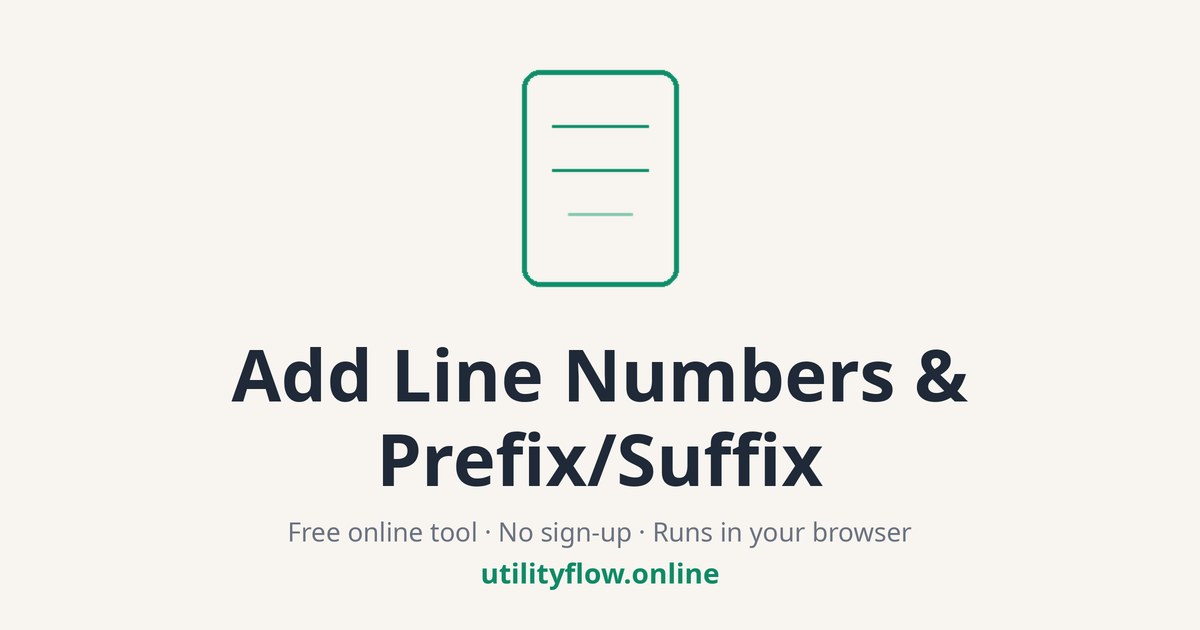 Add Line Numbers &
Prefix/Suffix
Free online tool · No sign-up · Runs in your browser
utilityflow.online